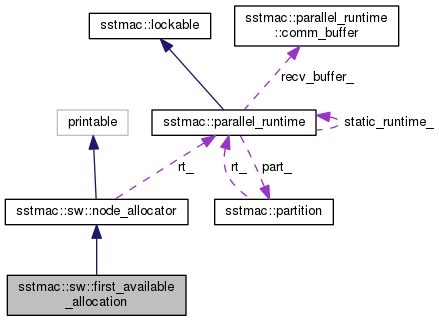 sstmac::lockable
sstmac::parallel_runtime
::comm_buffer
recv_buffer_
printable
sstmac::parallel_runtime
static_runtime_
rt_
rt_
part_
sstmac::sw::node_allocator
sstmac::partition
sstmac::sw::first_available
_allocation